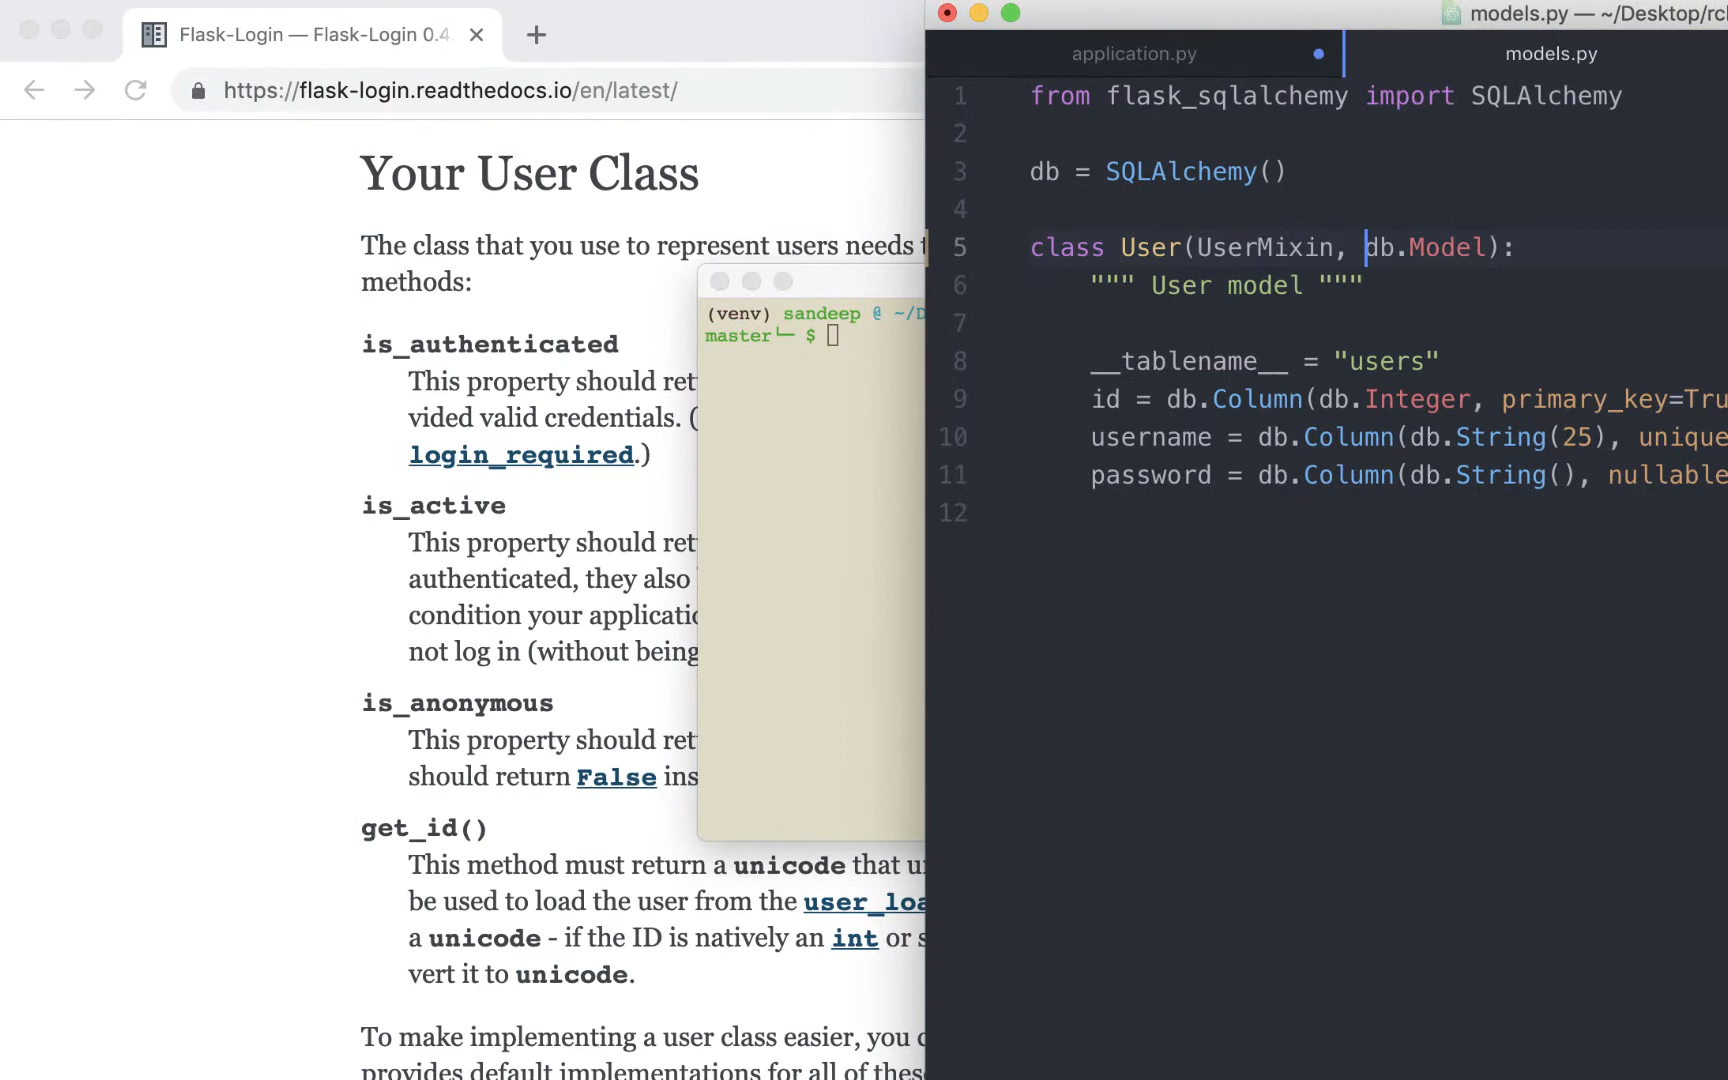 Flask-Login — Flask-Login 0.4.
https://flask-login.readthedocs.io/en/latest/
Your User Class
The class that you use to represent users needs
methods:
is_authenticated
This property should ret
vided valid credentials. (
login_required.)
is_active
This property should ret
authenticated, they also
condition your applicatio
not log in (without being
is_anonymous
This property should ret
should return False ins
get_id()
This method must return a unicode that u
be used to load the user from the user_loa
a unicode - if the ID is natively an int or s
vert it to unicode.
To make implementing a user class easier, you c
provides default implementations for all of these
(venv) sandeep @ ~/D
master └─ $
models.py — ~/Desktop/rc
application.py
models.py
1 from flask_sqlalchemy import SQLAlchemy
2
3 db = SQLAlchemy()
4
5 class User(UserMixin, db.Model):
6 """ User model """
7
8 __tablename__ = "users"
9 id = db.Column(db.Integer, primary_key=Tru
10 username = db.Column(db.String(25), unique
11 password = db.Column(db.String(), nullable
12